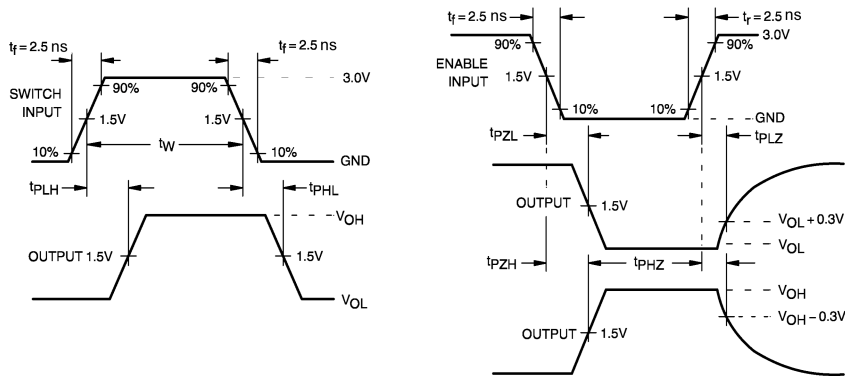 tf = 2.5 ns
tf = 2.5 ns
SWITCH
INPUT
90%
90%
3.0V
1.5V
1.5V
tW
10%
10%
GND
tPLH
tPHL
VOH
OUTPUT 1.5V
1.5V
VOL
tf = 2.5 ns
tr = 2.5 ns
ENABLE
INPUT
90%
90%
3.0V
1.5V
1.5V
10%
10%
GND
tPZL
tPLZ
OUTPUT
1.5V
VOL + 0.3V
VOL
tPZH
tPHZ
VOH
OUTPUT
1.5V
VOH − 0.3V